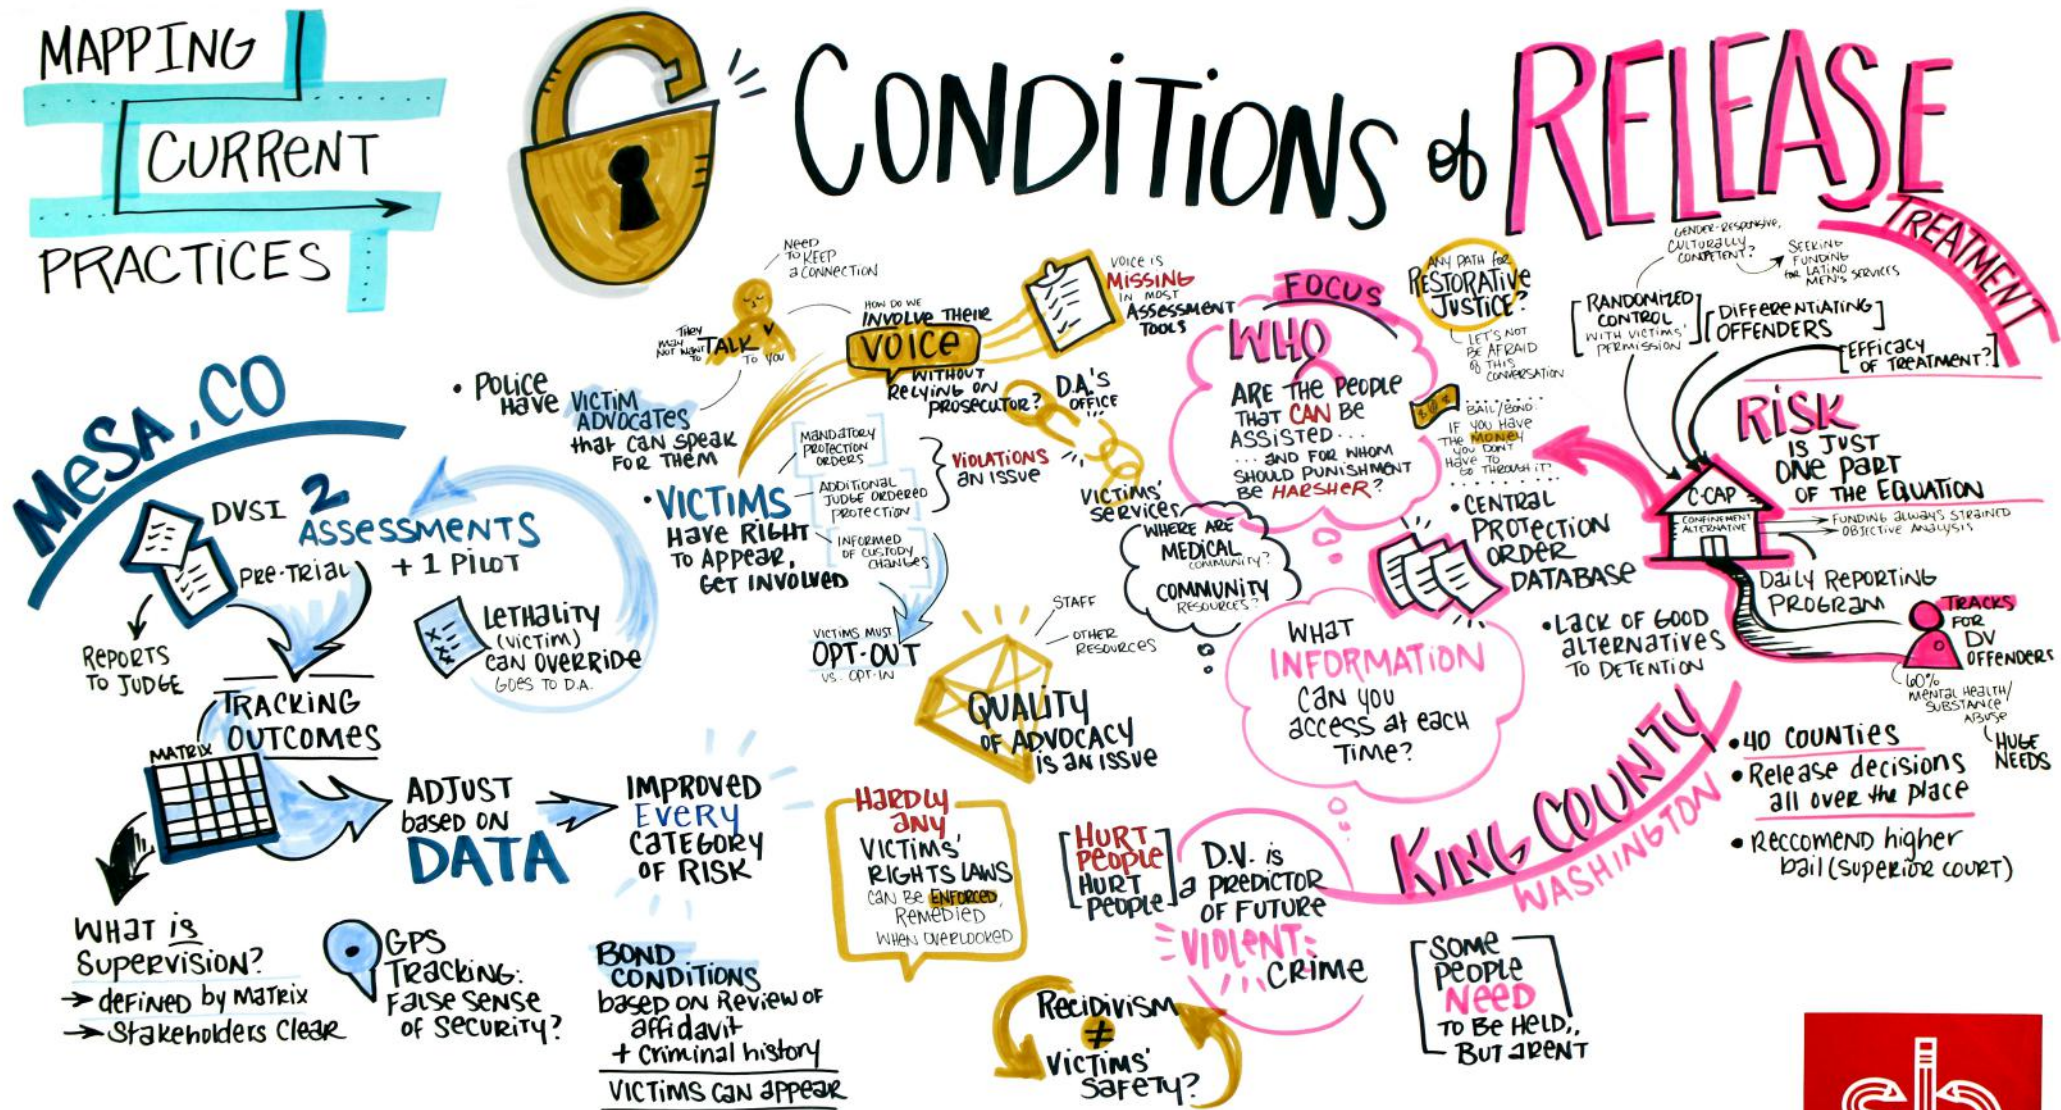 MAPPING
CURRENT
PRACTICES
CONDITIONS of RELEASE
MESA, CO
DVSI
PRE-TRIAL
2
ASSESSMENTS
+ 1 PILOT
REPORTS
TO JUDGE
LETHALITY
(VICTIM)
CAN OVERRIDE
GOES TO D.A.
TRACKING
OUTCOMES
MATRIX
ADJUST
based ON
DATA
IMPROVED
EVERY
CATEGORY
OF RISK
WHAT is
SUPERVISION?
→ defined by MATRIX
→ Stakeholders Clear
GPS
TRACKING:
FALSE SENSE
OF SECURITY?
BOND
CONDITIONS
based ON Review OF
affidavit
+ criminal history
VICTIMS CAN appear
• POLICE
HAVE VICTIM
ADVOCATES
that CAN SPEAK
FOR THEM
THEY
MAY
NOT WANT
TO
TALK
TO YOU
NEED
TO KEEP
a CONNECTION
HOW DO WE
INVOLVE THEIR
VOICE
WITHOUT
RELYING ON
PROSECUTOR?
VOICE IS
MISSING
IN MOST
ASSESSMENT
TOOLS
• VICTIMS
HAVE RIGHT
TO APPEAR,
GET INVOLVED
MANDATORY
PROTECTION
ORDERS
ADDITIONAL
JUDGE ORDERED
PROTECTION
INFORMED
OF CUSTODY
CHANGES
VIOLATIONS
AN ISSUE
VICTIMS MUST
OPT-OUT
VS. OPT-IN
D.A.'S
OFFICE
VICTIMS'
SERVICES
WHERE ARE
MEDICAL
COMMUNITY?
COMMUNITY
RESOURCES?
STAFF
OTHER
RESOURCES
QUALITY
OF ADVOCACY
IS AN ISSUE
HARDLY
ANY
VICTIMS'
RIGHTS LAWS
CAN BE ENFORCED,
REMEDIED
WHEN OVERLOOKED
RECIDIVISM
≠
VICTIMS'
SAFETY?
HURT
PEOPLE
HURT
PEOPLE
D.V. is
a PREDICTOR
OF FUTURE
VIOLENT
CRIME
FOCUS
WHO
ARE THE PEOPLE
THAT CAN BE
ASSISTED...
...AND FOR WHOM
SHOULD PUNISHMENT
BE HARSHER?
WHAT
INFORMATION
CAN YOU
access at each
TIME?
ANY PATH for
RESTORATIVE
JUSTICE?
LET'S NOT
BE AFRAID
OF THIS
CONVERSATION
BAIL/BOND:
IF YOU HAVE
THE MONEY
YOU DON'T
HAVE TO
GO THROUGH IT?
• CENTRAL
PROTECTION
ORDER
DATABASE
• LACK OF GOOD
ALTERNATIVES
TO DETENTION
KING COUNTY
WASHINGTON
SOME
PEOPLE
NEED
TO BE HELD,,
BUT ARENT
TREATMENT
GENDER-RESPONSIVE,
CULTURALLY
COMPETENT?
SEEKING
FUNDING
for LATINO
MEN'S SERVICES
RANDOMIZED
CONTROL
WITH VICTIMS'
PERMISSION
DIFFERENTIATING
OFFENDERS
EFFICACY
OF TREATMENT?
RISK
IS JUST
ONE PART
OF THE EQUATION
C-CAP
CONFINEMENT
ALTERNATIVE
FUNDING ALWAYS STRAINED
OBJECTIVE ANALYSIS
DAILY REPORTING
PROGRAM
TRACKS
FOR
DV
OFFENDERS
60%
MENTAL HEALTH/
SUBSTANCE
ABUSE
HUGE
NEEDS
• 40 COUNTIES
• Release decisions
all over the place
• Reccomend higher
bail (SUPERIOR COURT)